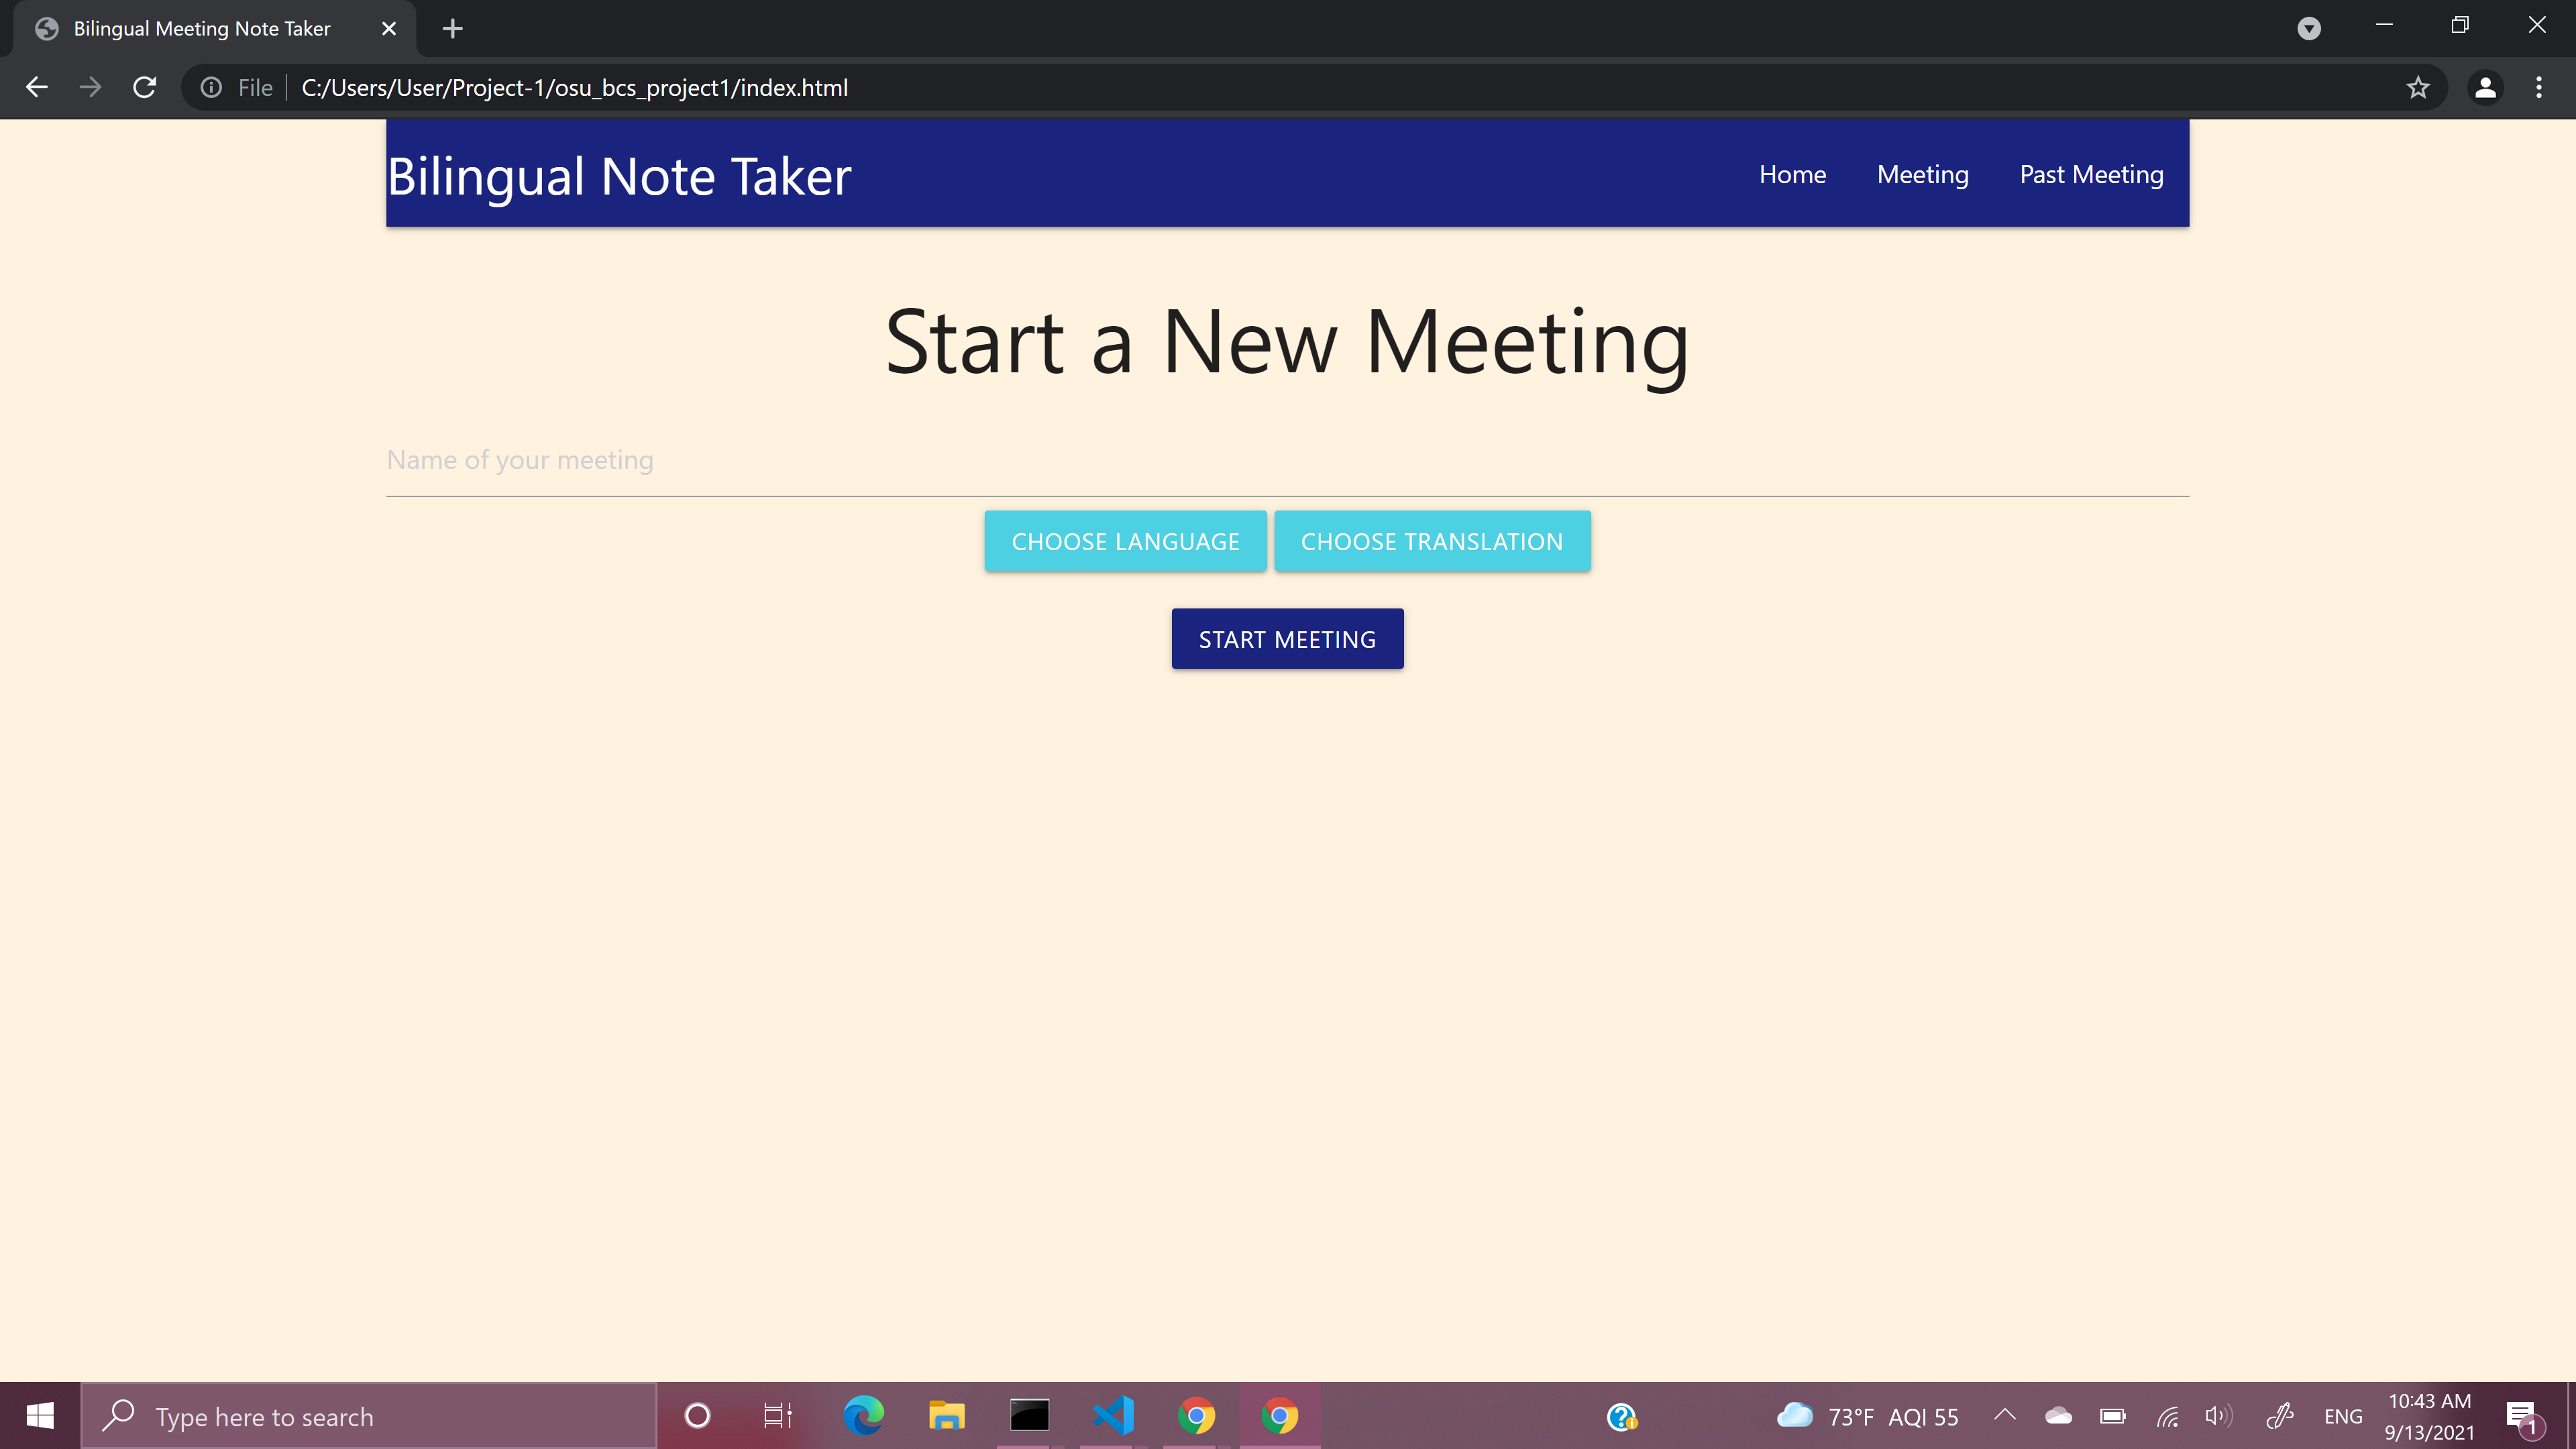 Bilingual Meeting Note Taker
File C:/Users/User/Project-1/osu_bcs_project1/index.html
Bilingual Note Taker Home Meeting Past Meeting
Start a New Meeting
Name of your meeting
CHOOSE LANGUAGE CHOOSE TRANSLATION
START MEETING
Type here to search 73°F AQI 55 ENG 10:43 AM
9/13/2021 1